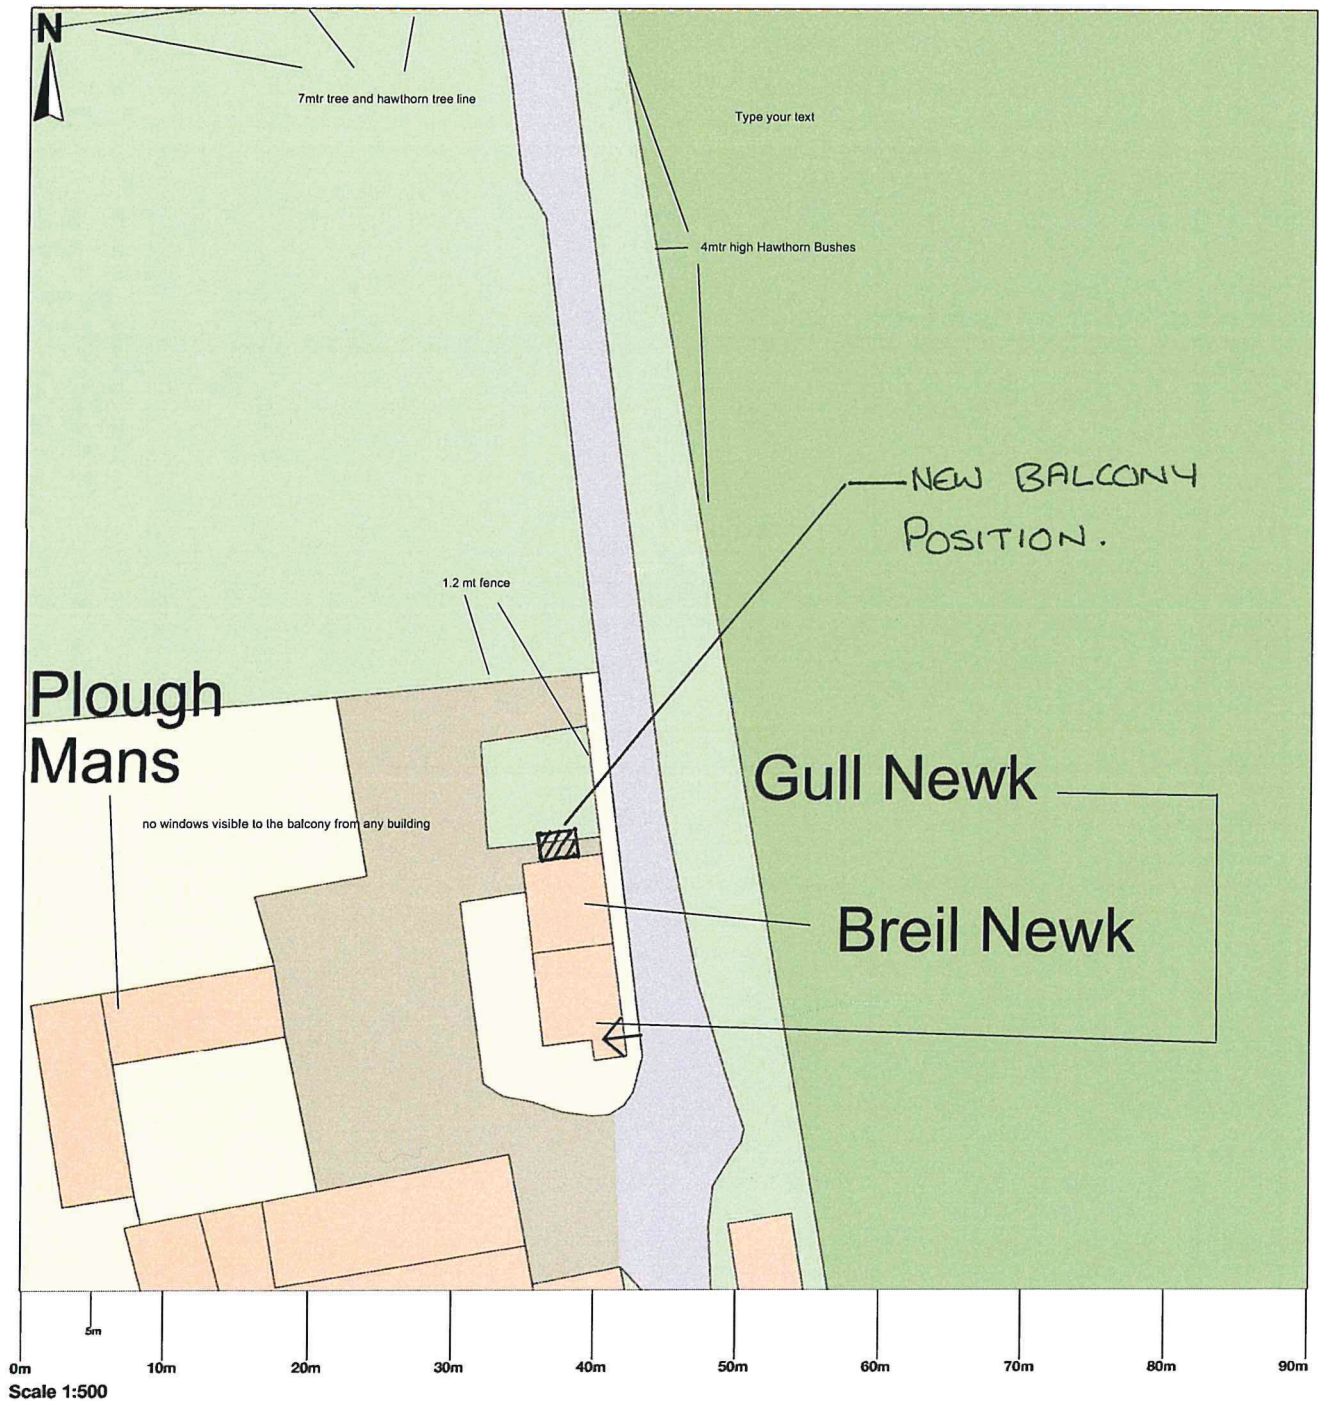 N
7mtr tree and hawthorn tree line
Type your text
4mtr high Hawthorn Bushes
NEW BALCONY
POSITION.
1.2 mt fence
Plough
Mans
Gull Newk
no windows visible to the balcony from any building
Breil Newk
5m
0m 10m 20m 30m 40m 50m 60m 70m 80m 90m
Scale 1:500